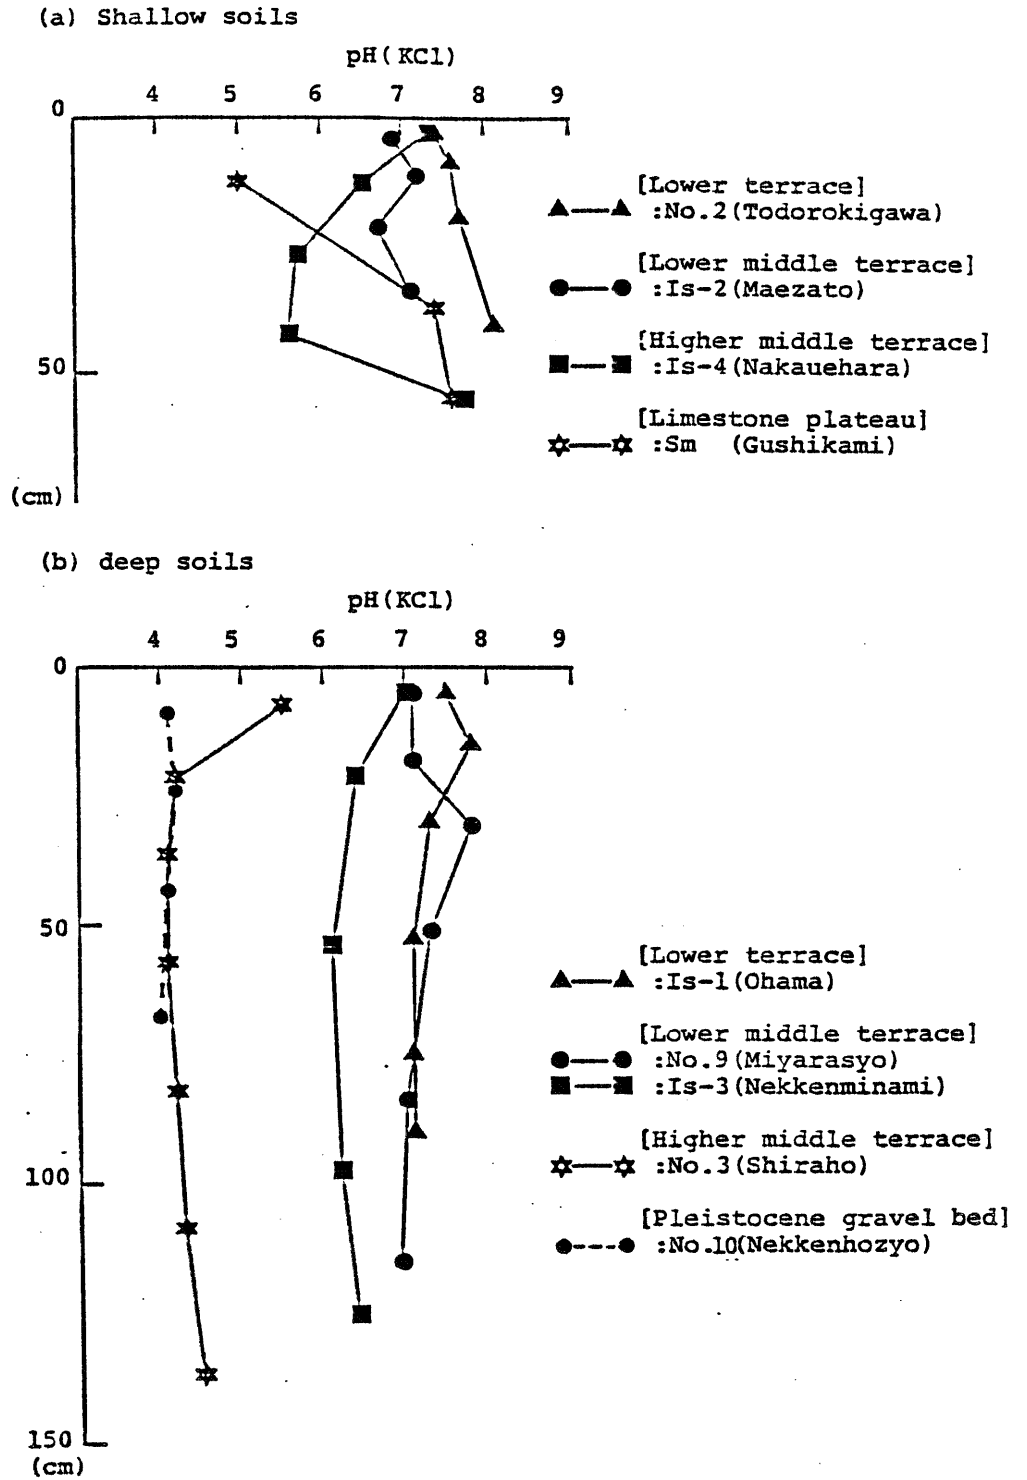 (a) Shallow soils
pH(KCl)
4 5 6 7 8 9
0
[Lower terrace]
:No.2(Todorokigawa)
[Lower middle terrace]
:Is-2(Maezato)
[Higher middle terrace]
50
:Is-4(Nakauehara)
[Limestone plateau]
:Sm (Gushikami)
(cm)
(b) deep soils
pH(KCl)
4 5 6 7 8 9
0
50
[Lower terrace]
:Is-1(Ohama)
[Lower middle terrace]
:No.9(Miyarasyo)
:Is-3(Nekkenminami)
[Higher middle terrace]
100
:No.3(Shiraho)
[Pleistocene gravel bed]
:No.10(Nekkenhozyo)
150
(cm)